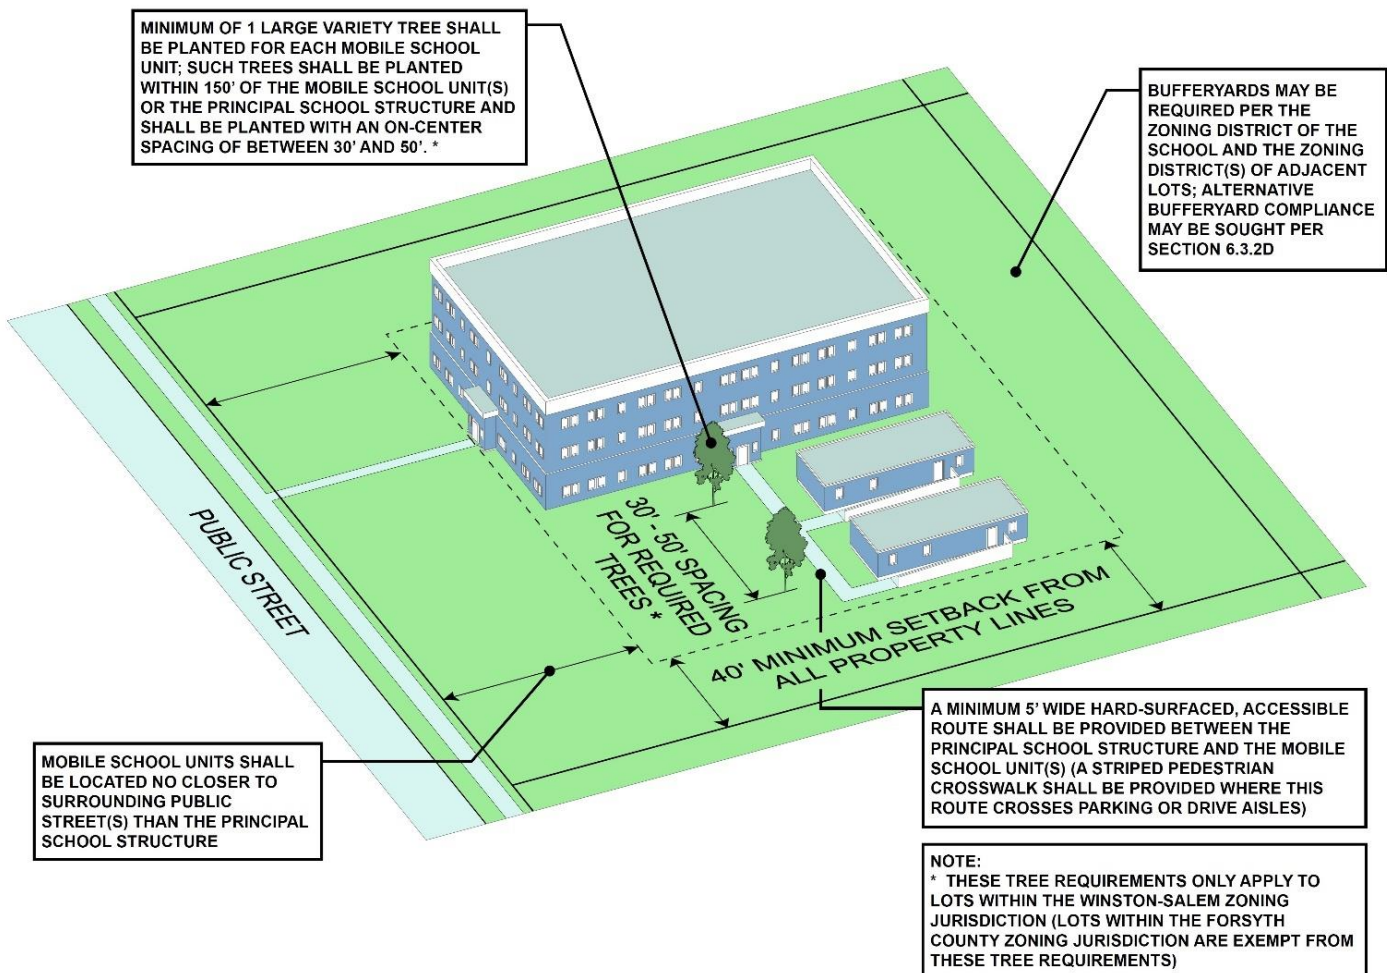 MINIMUM OF 1 LARGE VARIETY TREE SHALL
BE PLANTED FOR EACH MOBILE SCHOOL
UNIT; SUCH TREES SHALL BE PLANTED
WITHIN 150' OF THE MOBILE SCHOOL UNIT(S)
OR THE PRINCIPAL SCHOOL STRUCTURE AND
SHALL BE PLANTED WITH AN ON-CENTER
SPACING OF BETWEEN 30' AND 50'. *
BUFFERYARDS MAY BE
REQUIRED PER THE
ZONING DISTRICT OF THE
SCHOOL AND THE ZONING
DISTRICT(S) OF ADJACENT
LOTS; ALTERNATIVE
BUFFERYARD COMPLIANCE
MAY BE SOUGHT PER
SECTION 6.3.2D
PUBLIC STREET
30' - 50' SPACING
FOR REQUIRED
TREES *
40' MINIMUM SETBACK FROM
ALL PROPERTY LINES
MOBILE SCHOOL UNITS SHALL
BE LOCATED NO CLOSER TO
SURROUNDING PUBLIC
STREET(S) THAN THE PRINCIPAL
SCHOOL STRUCTURE
A MINIMUM 5' WIDE HARD-SURFACED, ACCESSIBLE
ROUTE SHALL BE PROVIDED BETWEEN THE
PRINCIPAL SCHOOL STRUCTURE AND THE MOBILE
SCHOOL UNIT(S) (A STRIPED PEDESTRIAN
CROSSWALK SHALL BE PROVIDED WHERE THIS
ROUTE CROSSES PARKING OR DRIVE AISLES)
NOTE:
* THESE TREE REQUIREMENTS ONLY APPLY TO
LOTS WITHIN THE WINSTON-SALEM ZONING
JURISDICTION (LOTS WITHIN THE FORSYTH
COUNTY ZONING JURISDICTION ARE EXEMPT FROM
THESE TREE REQUIREMENTS)